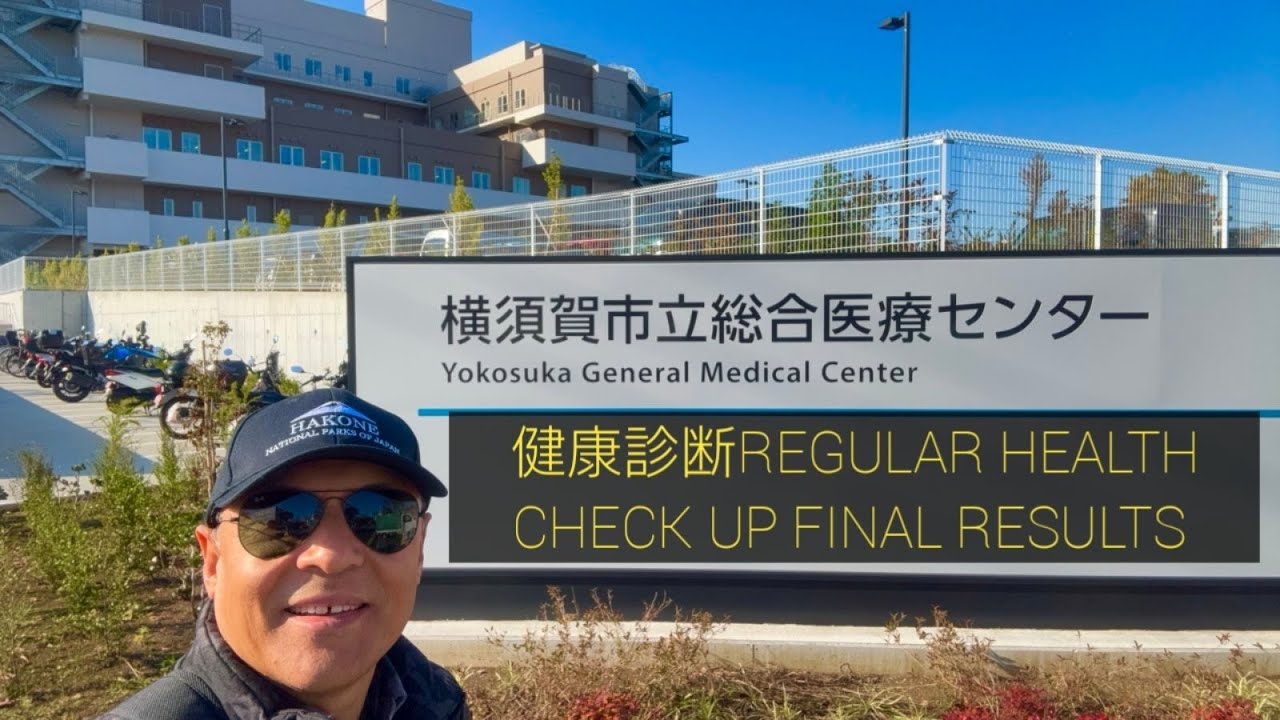 横須賀市立総合医療センター
Yokosuka General Medical Center
健康診断REGULAR HEALTH
CHECK UP FINAL RESULTS
HAKONE
NATIONAL PARKS OF JAPAN